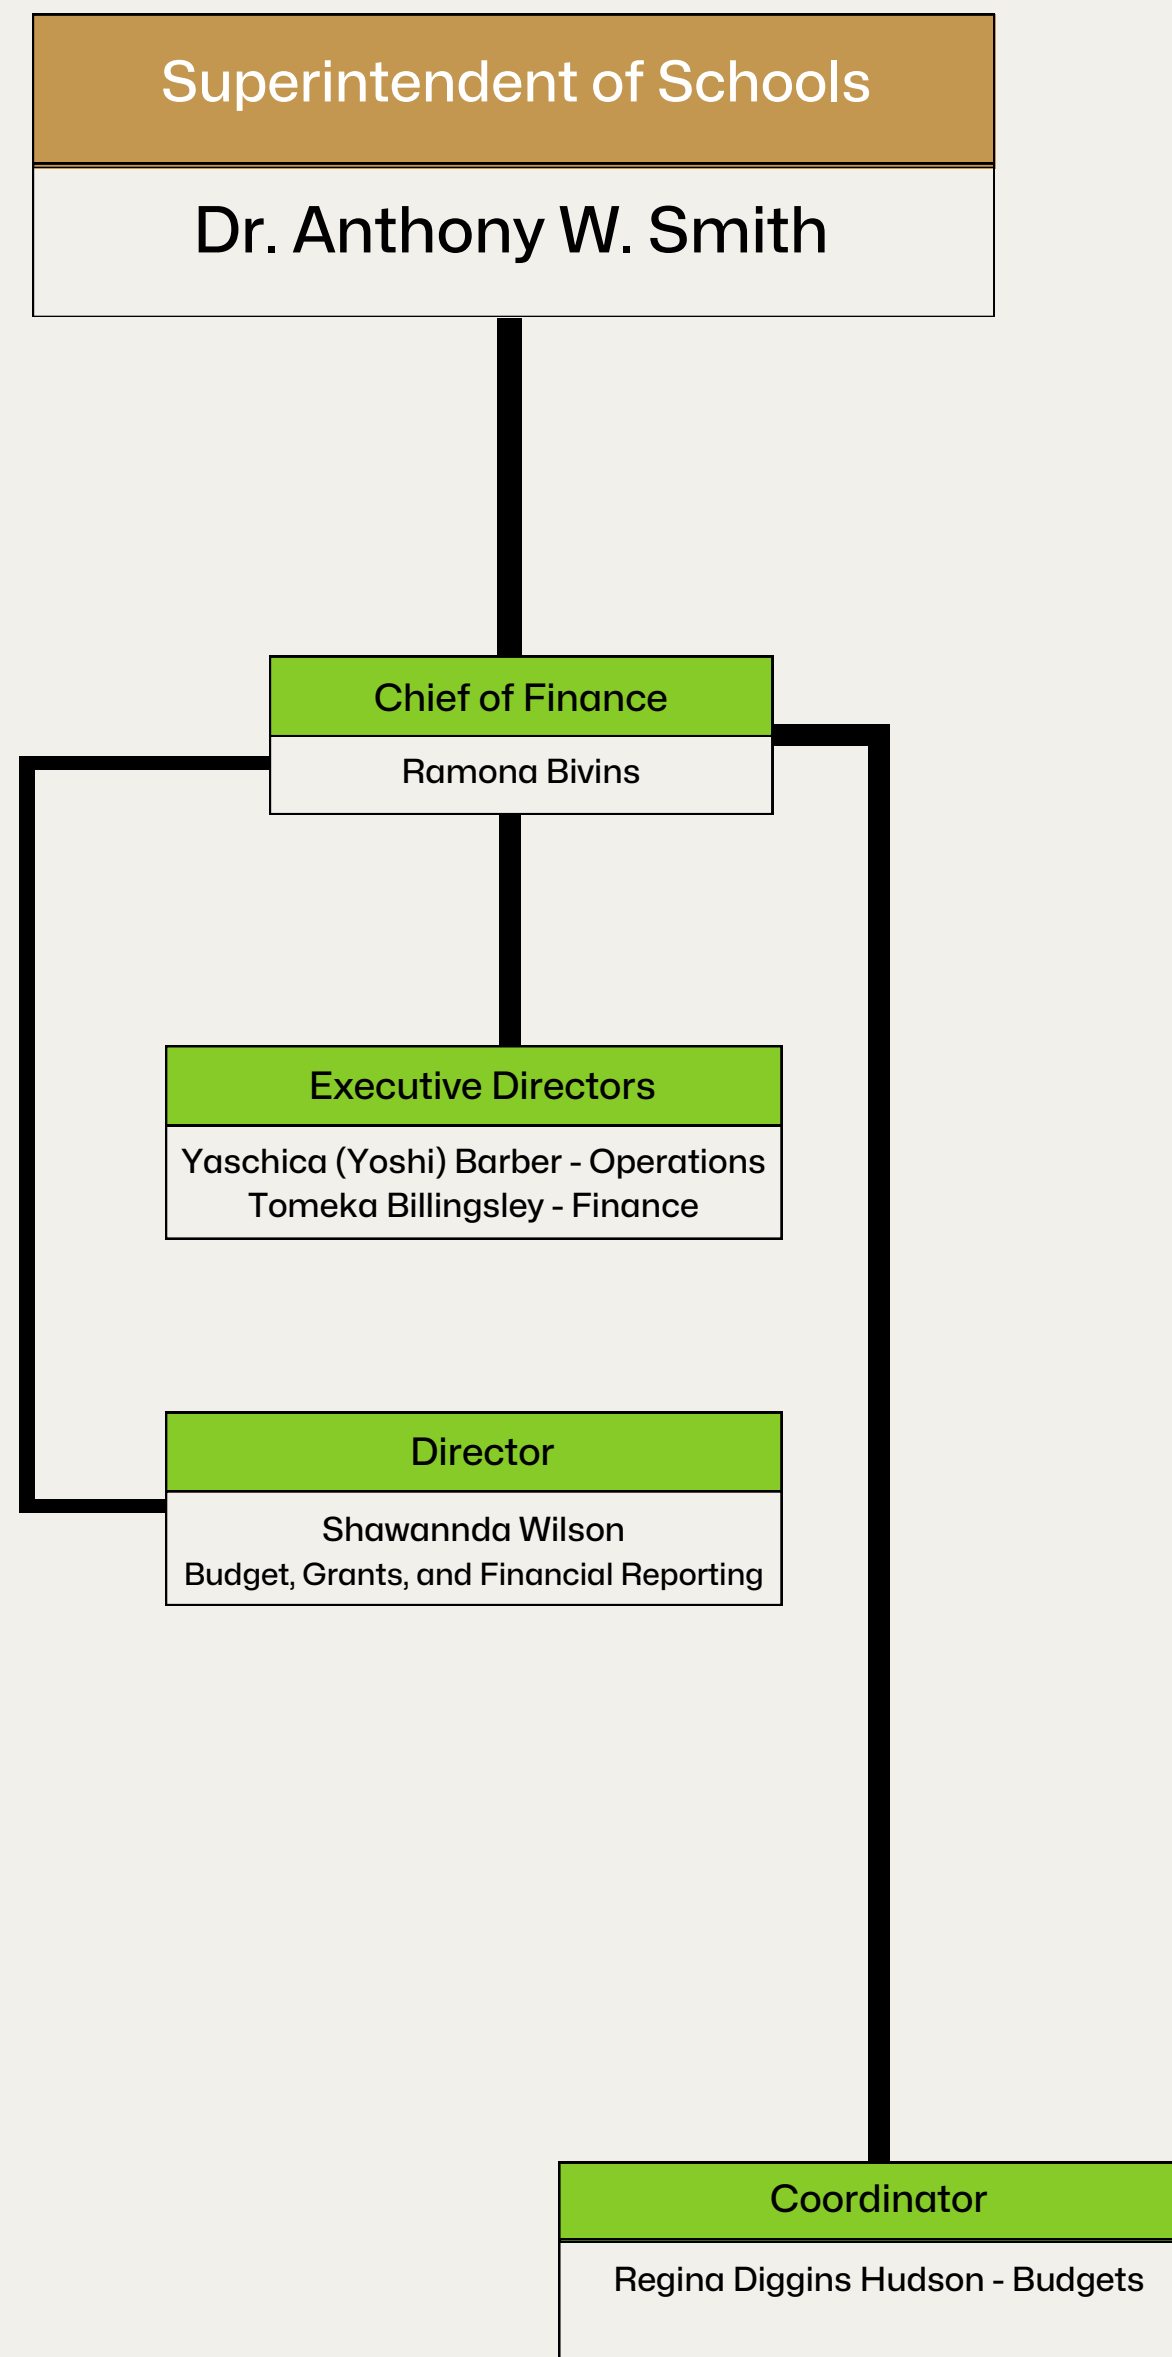 Superintendent of Schools
Dr. Anthony W. Smith
Chief of Finance
Ramona Bivins
Executive Directors
Yaschica (Yoshi) Barber - Operations
Tomeka Billingsley - Finance
Director
Shawannda Wilson
Budget, Grants, and Financial Reporting
Coordinator
Regina Diggins Hudson - Budgets